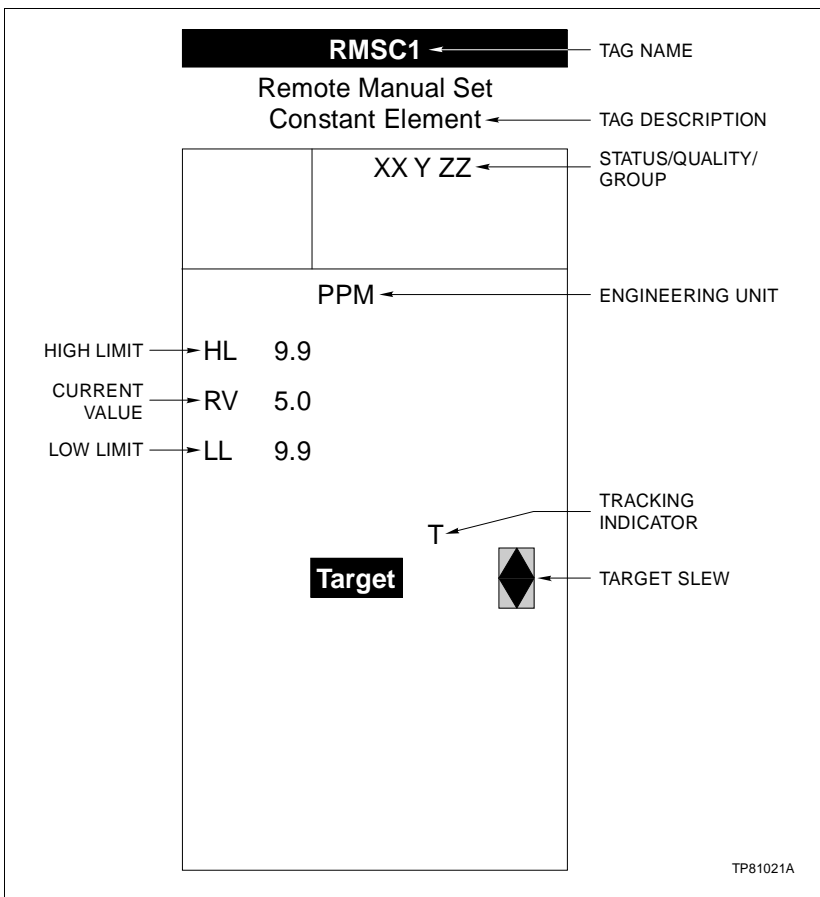 RMSC1
TAG NAME
Remote Manual Set
Constant Element
TAG DESCRIPTION
XX Y ZZ
STATUS/QUALITY/
GROUP
PPM
ENGINEERING UNIT
HIGH LIMIT
HL 9.9
CURRENT
VALUE
RV 5.0
LOW LIMIT
LL 9.9
T
TRACKING
INDICATOR
Target
TARGET SLEW
TP81021A